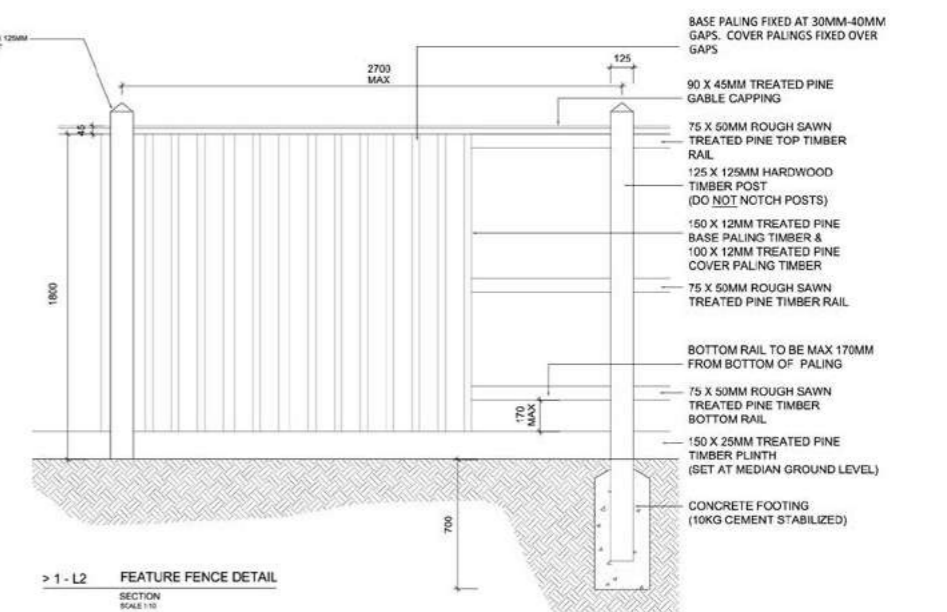 125MM
2700
MAX
125
45
1800
170
MAX
700
BASE PALING FIXED AT 30MM-40MM
GAPS. COVER PALINGS FIXED OVER
GAPS
90 X 45MM TREATED PINE
GABLE CAPPING
75 X 50MM ROUGH SAWN
TREATED PINE TOP TIMBER
RAIL
125 X 125MM HARDWOOD
TIMBER POST
(DO NOT NOTCH POSTS)
150 X 12MM TREATED PINE
BASE PALING TIMBER &
100 X 12MM TREATED PINE
COVER PALING TIMBER
75 X 50MM ROUGH SAWN
TREATED PINE TIMBER RAIL
BOTTOM RAIL TO BE MAX 170MM
FROM BOTTOM OF PALING
75 X 50MM ROUGH SAWN
TREATED PINE TIMBER
BOTTOM RAIL
150 X 25MM TREATED PINE
TIMBER PLINTH
(SET AT MEDIAN GROUND LEVEL)
CONCRETE FOOTING
(10KG CEMENT STABILIZED)
> 1 - L2 FEATURE FENCE DETAIL
SECTION
SCALE 1:10